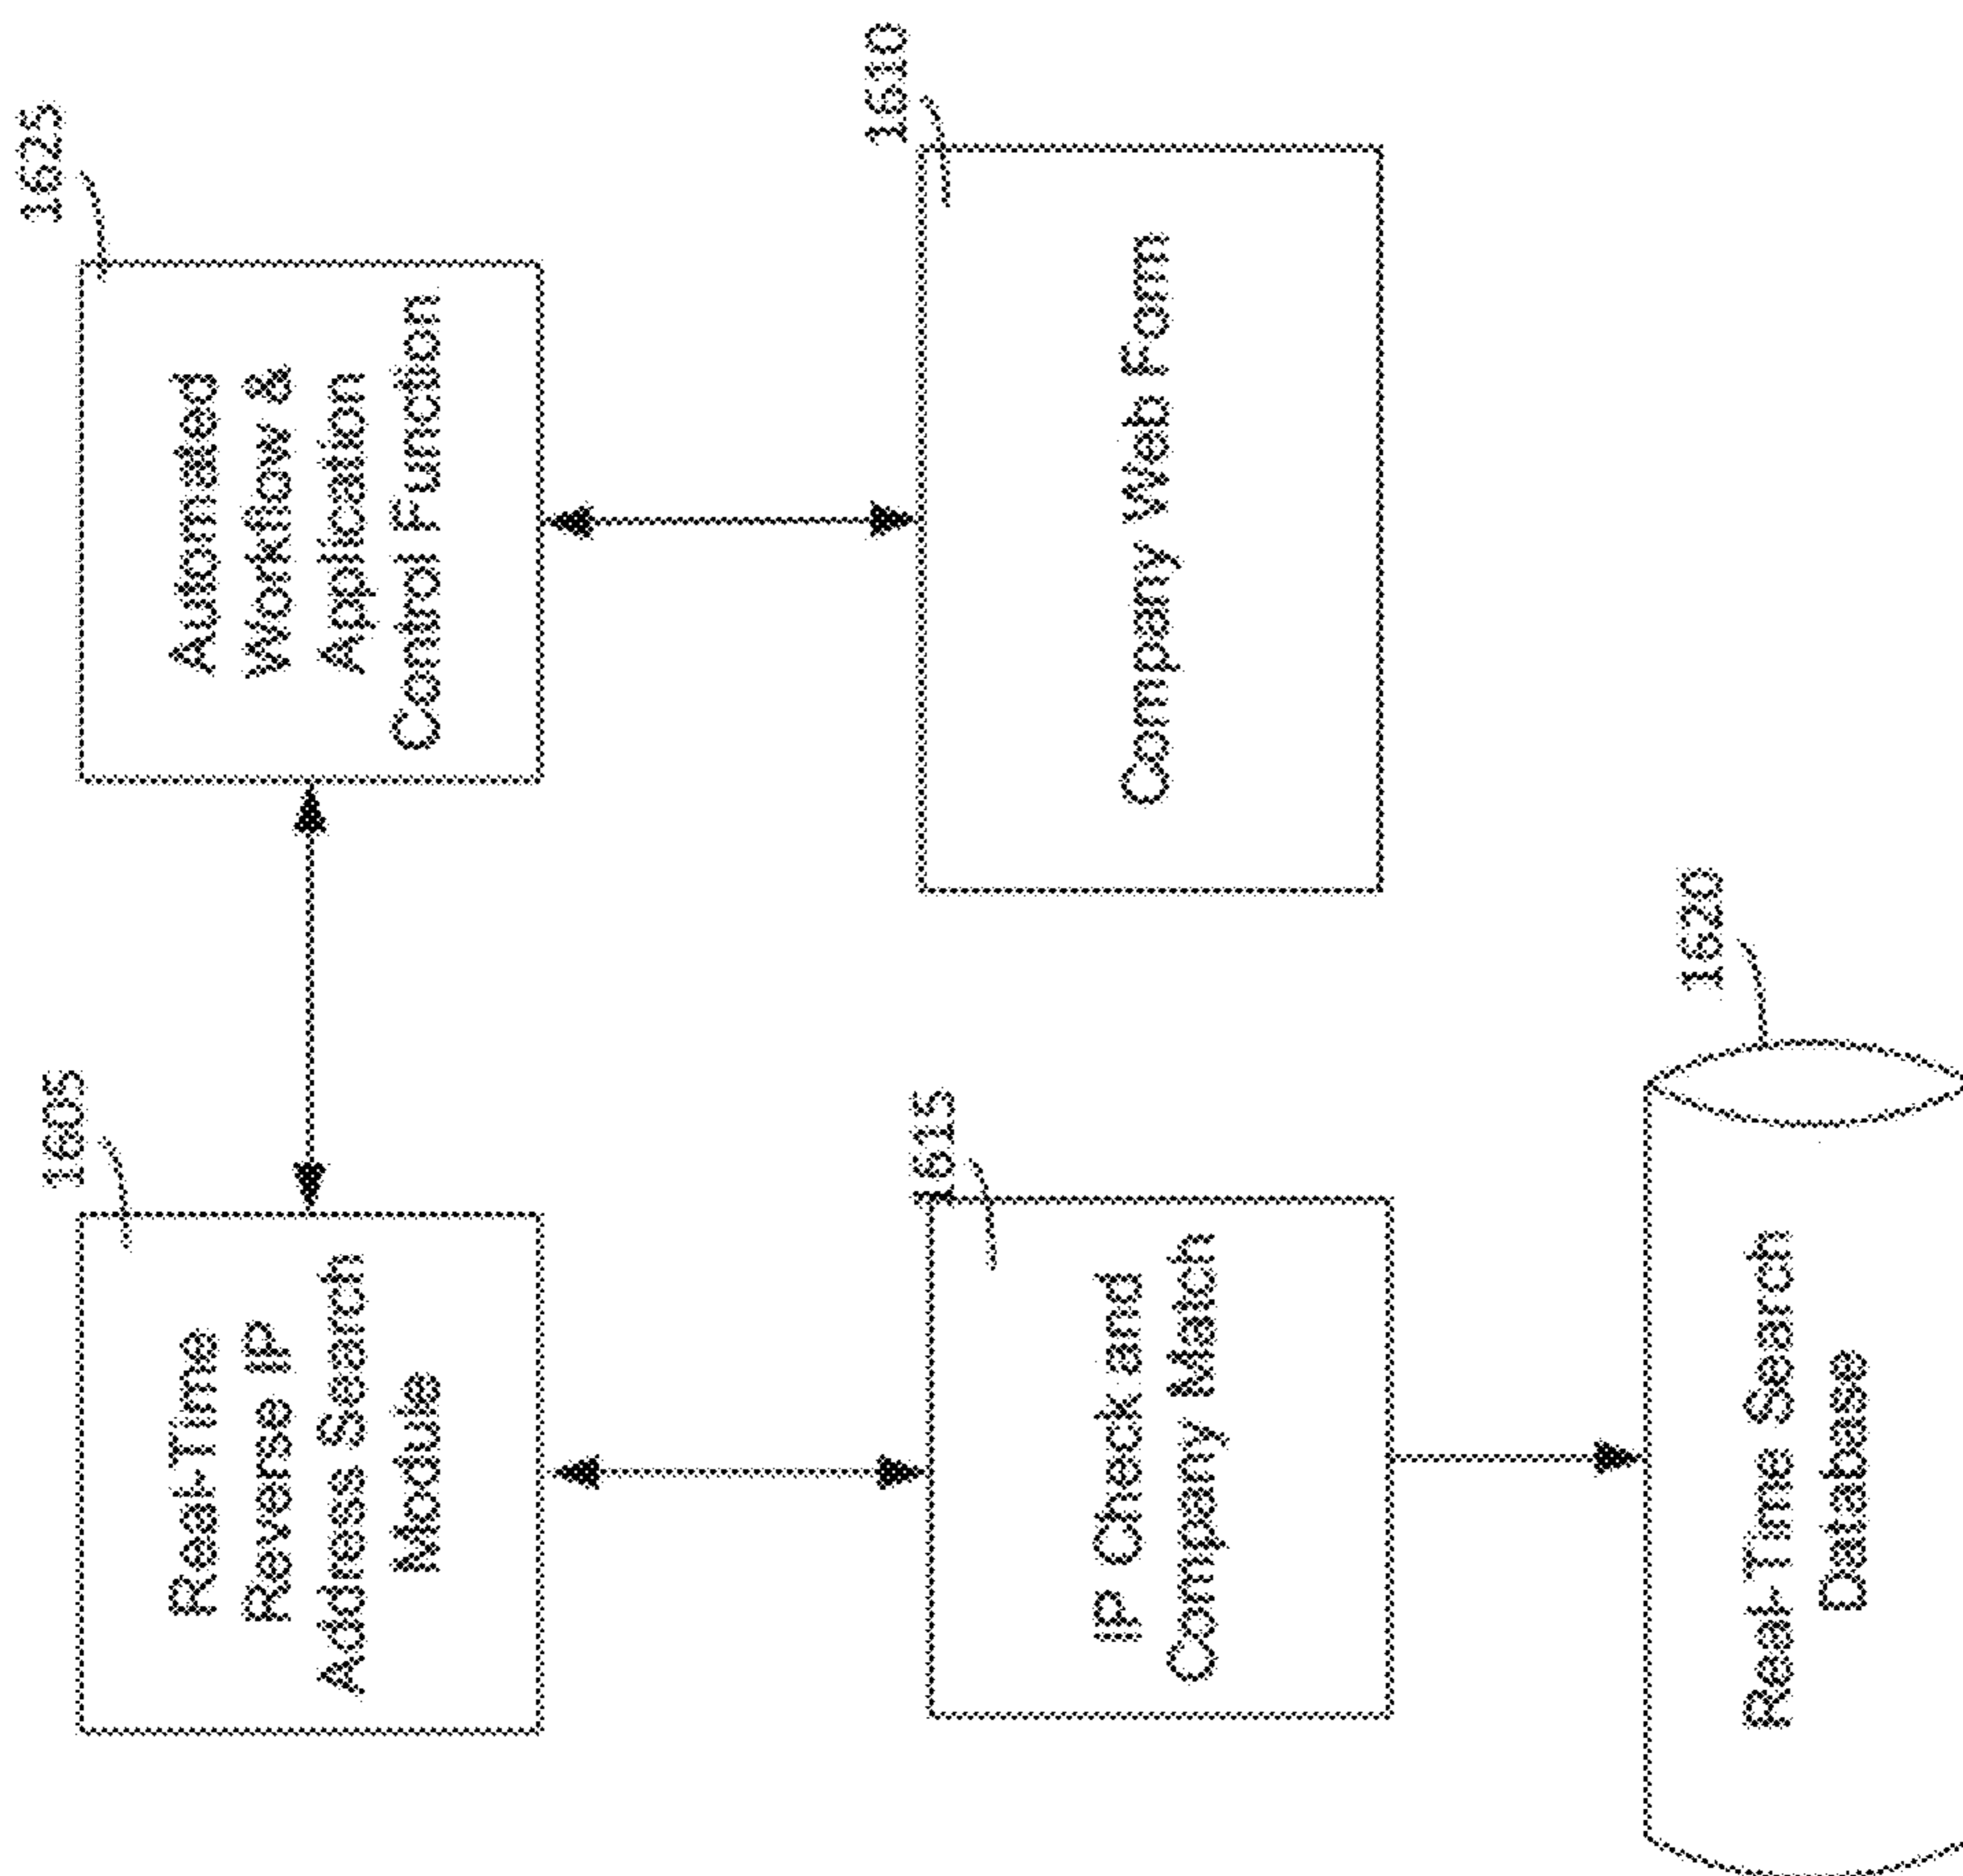 1605
Real-Time
Reverse IP
Address Search
Module
1625
Automated
Workflow &
Application
Control Function
1615
IP Check and
Company Match
1610
Company Web Form
1620
Real-Time Search
Database